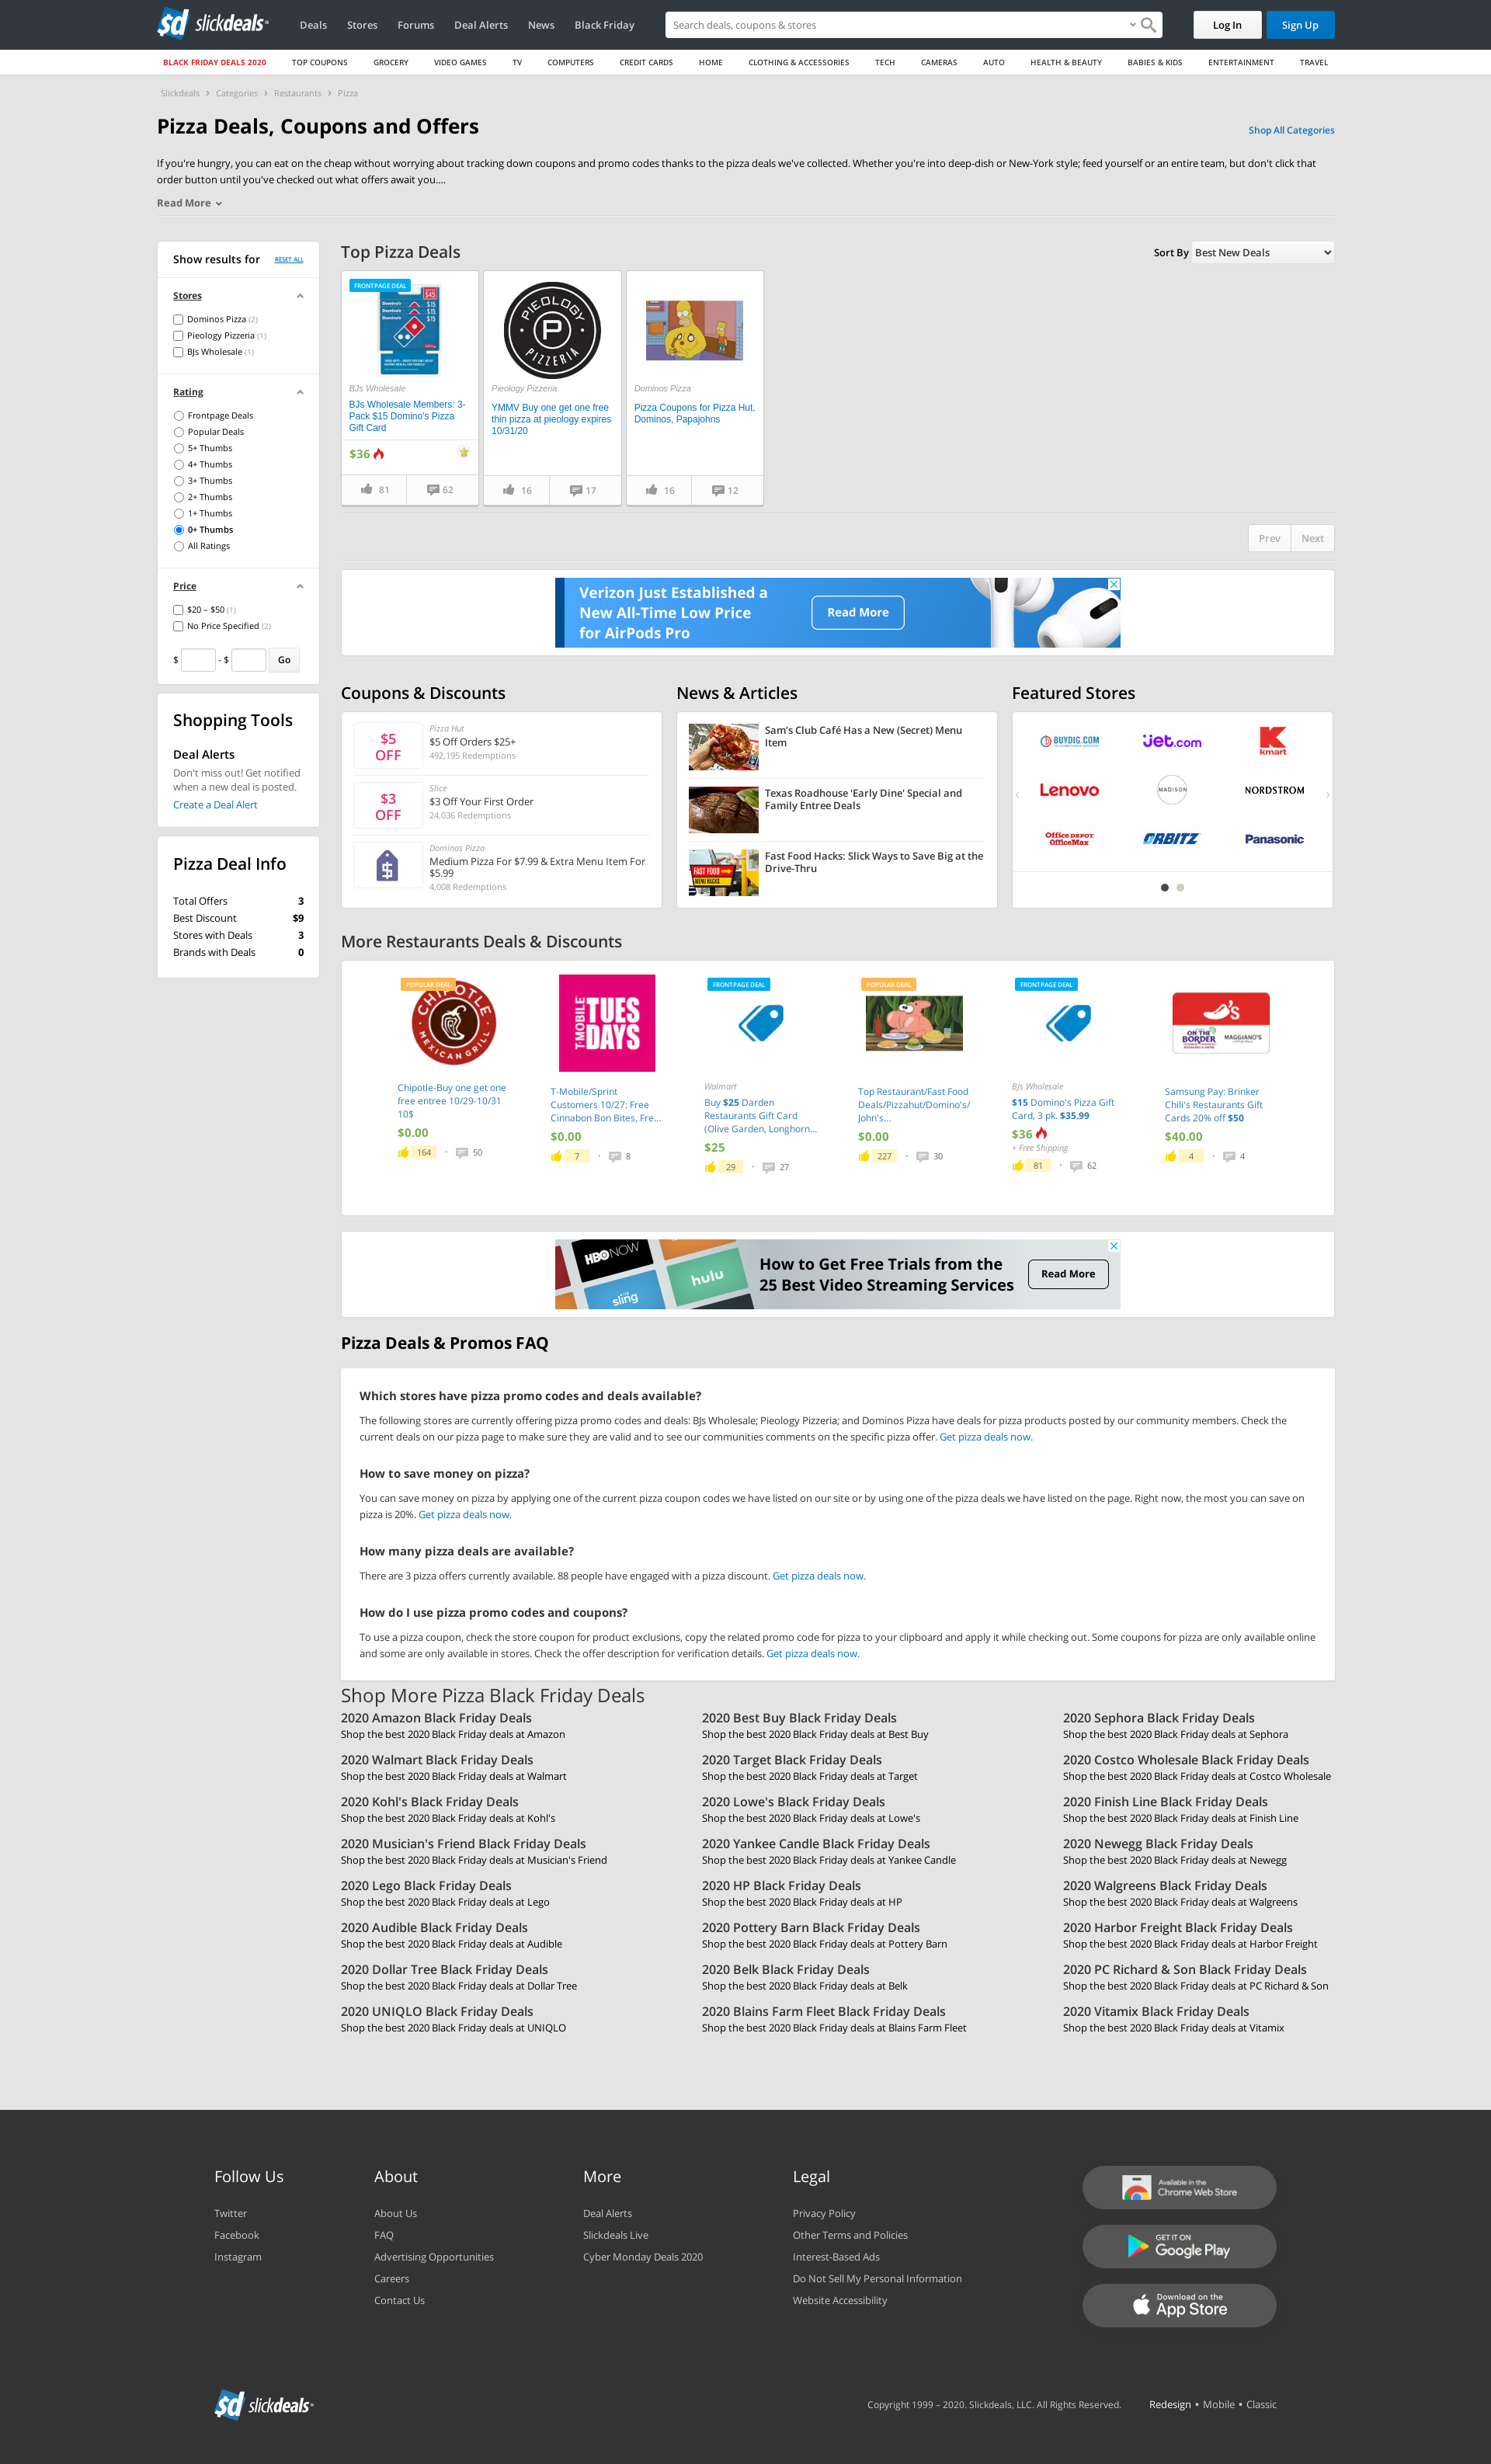 sd slickdeals
Deals Stores Forums Deal Alerts News Black Friday
Search deals, coupons & stores
Log In Sign Up
BLACK FRIDAY DEALS 2020 TOP COUPONS GROCERY VIDEO GAMES TV COMPUTERS CREDIT CARDS HOME CLOTHING & ACCESSORIES TECH CAMERAS AUTO HEALTH & BEAUTY BABIES & KIDS ENTERTAINMENT TRAVEL
Slickdeals › Categories › Restaurants › Pizza
Pizza Deals, Coupons and Offers
Shop All Categories
If you're hungry, you can eat on the cheap without worrying about tracking down coupons and promo codes thanks to the pizza deals we've collected. Whether you're into deep-dish or New-York style; feed yourself or an entire team, but don't click that
order button until you've checked out what offers await you....
Read More
Show results for RESET ALL
Stores
Dominos Pizza (2)
Pieology Pizzeria (1)
BJs Wholesale (1)
Rating
Frontpage Deals
Popular Deals
5+ Thumbs
4+ Thumbs
3+ Thumbs
2+ Thumbs
1+ Thumbs
0+ Thumbs
All Ratings
Price
$20 – $50 (1)
No Price Specified (2)
$ - $ Go
Shopping Tools
Deal Alerts
Don't miss out! Get notified
when a new deal is posted.
Create a Deal Alert
Pizza Deal Info
Total Offers 3
Best Discount $9
Stores with Deals 3
Brands with Deals 0
Top Pizza Deals
Sort By Best New Deals
FRONTPAGE DEAL
$45
Domino's $15
Domino's $15
Domino's $15
BJs Wholesale
BJs Wholesale Members: 3-
Pack $15 Domino's Pizza
Gift Card
$36
81 62
PIEOLOGY
P
PIZZERIA
Pieology Pizzeria
YMMV Buy one get one free
thin pizza at pieology expires
10/31/20
16 17
Dominos Pizza
Pizza Coupons for Pizza Hut,
Dominos, Papajohns
16 12
Prev Next
Verizon Just Established a
New All-Time Low Price
for AirPods Pro
Read More
Coupons & Discounts
$5
OFF
Pizza Hut
$5 Off Orders $25+
492,195 Redemptions
$3
OFF
Slice
$3 Off Your First Order
24,036 Redemptions
$
Dominos Pizza
Medium Pizza For $7.99 & Extra Menu Item For
$5.99
4,008 Redemptions
News & Articles
Sam's Club Café Has a New (Secret) Menu
Item
Texas Roadhouse 'Early Dine' Special and
Family Entree Deals
FAST FOOD
MENU HACKS
Fast Food Hacks: Slick Ways to Save Big at the
Drive-Thru
Featured Stores
BUYDIG.COM jet.com K kmart
Lenovo MADISON NORDSTROM
Office DEPOT OfficeMax ORBITZ Panasonic
More Restaurants Deals & Discounts
POPULAR DEAL
CHIPOTLE
MEXICAN GRILL
Chipotle-Buy one get one
free entree 10/29-10/31
10$
$0.00
164 · 50
T-MOBILE
TUES
DAYS
T-Mobile/Sprint
Customers 10/27: Free
Cinnabon Bon Bites, Fre...
$0.00
7 · 8
FRONTPAGE DEAL
Walmart
Buy $25 Darden
Restaurants Gift Card
(Olive Garden, Longhorn...
$25
29 · 27
POPULAR DEAL
Top Restaurant/Fast Food
Deals/Pizzahut/Domino's/
John's...
$0.00
227 · 30
FRONTPAGE DEAL
BJs Wholesale
$15 Domino's Pizza Gift
Card, 3 pk. $35.99
$36
+ Free Shipping
81 · 62
ON THE
BORDER
MAGGIANO'S
Samsung Pay: Brinker
Chili's Restaurants Gift
Cards 20% off $50
$40.00
4 · 4
HBO NOW
hulu
sling
How to Get Free Trials from the
25 Best Video Streaming Services
Read More
Pizza Deals & Promos FAQ
Which stores have pizza promo codes and deals available?
The following stores are currently offering pizza promo codes and deals: BJs Wholesale; Pieology Pizzeria; and Dominos Pizza have deals for pizza products posted by our community members. Check the
current deals on our pizza page to make sure they are valid and to see our communities comments on the specific pizza offer. Get pizza deals now.
How to save money on pizza?
You can save money on pizza by applying one of the current pizza coupon codes we have listed on our site or by using one of the pizza deals we have listed on the page. Right now, the most you can save on
pizza is 20%. Get pizza deals now.
How many pizza deals are available?
There are 3 pizza offers currently available. 88 people have engaged with a pizza discount. Get pizza deals now.
How do I use pizza promo codes and coupons?
To use a pizza coupon, check the store coupon for product exclusions, copy the related promo code for pizza to your clipboard and apply it while checking out. Some coupons for pizza are only available online
and some are only available in stores. Check the offer description for verification details. Get pizza deals now.
Shop More Pizza Black Friday Deals
2020 Amazon Black Friday Deals
Shop the best 2020 Black Friday deals at Amazon
2020 Best Buy Black Friday Deals
Shop the best 2020 Black Friday deals at Best Buy
2020 Sephora Black Friday Deals
Shop the best 2020 Black Friday deals at Sephora
2020 Walmart Black Friday Deals
Shop the best 2020 Black Friday deals at Walmart
2020 Target Black Friday Deals
Shop the best 2020 Black Friday deals at Target
2020 Costco Wholesale Black Friday Deals
Shop the best 2020 Black Friday deals at Costco Wholesale
2020 Kohl's Black Friday Deals
Shop the best 2020 Black Friday deals at Kohl's
2020 Lowe's Black Friday Deals
Shop the best 2020 Black Friday deals at Lowe's
2020 Finish Line Black Friday Deals
Shop the best 2020 Black Friday deals at Finish Line
2020 Musician's Friend Black Friday Deals
Shop the best 2020 Black Friday deals at Musician's Friend
2020 Yankee Candle Black Friday Deals
Shop the best 2020 Black Friday deals at Yankee Candle
2020 Newegg Black Friday Deals
Shop the best 2020 Black Friday deals at Newegg
2020 Lego Black Friday Deals
Shop the best 2020 Black Friday deals at Lego
2020 HP Black Friday Deals
Shop the best 2020 Black Friday deals at HP
2020 Walgreens Black Friday Deals
Shop the best 2020 Black Friday deals at Walgreens
2020 Audible Black Friday Deals
Shop the best 2020 Black Friday deals at Audible
2020 Pottery Barn Black Friday Deals
Shop the best 2020 Black Friday deals at Pottery Barn
2020 Harbor Freight Black Friday Deals
Shop the best 2020 Black Friday deals at Harbor Freight
2020 Dollar Tree Black Friday Deals
Shop the best 2020 Black Friday deals at Dollar Tree
2020 Belk Black Friday Deals
Shop the best 2020 Black Friday deals at Belk
2020 PC Richard & Son Black Friday Deals
Shop the best 2020 Black Friday deals at PC Richard & Son
2020 UNIQLO Black Friday Deals
Shop the best 2020 Black Friday deals at UNIQLO
2020 Blains Farm Fleet Black Friday Deals
Shop the best 2020 Black Friday deals at Blains Farm Fleet
2020 Vitamix Black Friday Deals
Shop the best 2020 Black Friday deals at Vitamix
Follow Us
Twitter
Facebook
Instagram
About
About Us
FAQ
Advertising Opportunities
Careers
Contact Us
More
Deal Alerts
Slickdeals Live
Cyber Monday Deals 2020
Legal
Privacy Policy
Other Terms and Policies
Interest-Based Ads
Do Not Sell My Personal Information
Website Accessibility
Available in the
Chrome Web Store
GET IT ON
Google Play
Download on the
App Store
sd slickdeals
Copyright 1999 – 2020. Slickdeals, LLC. All Rights Reserved.
Redesign • Mobile • Classic